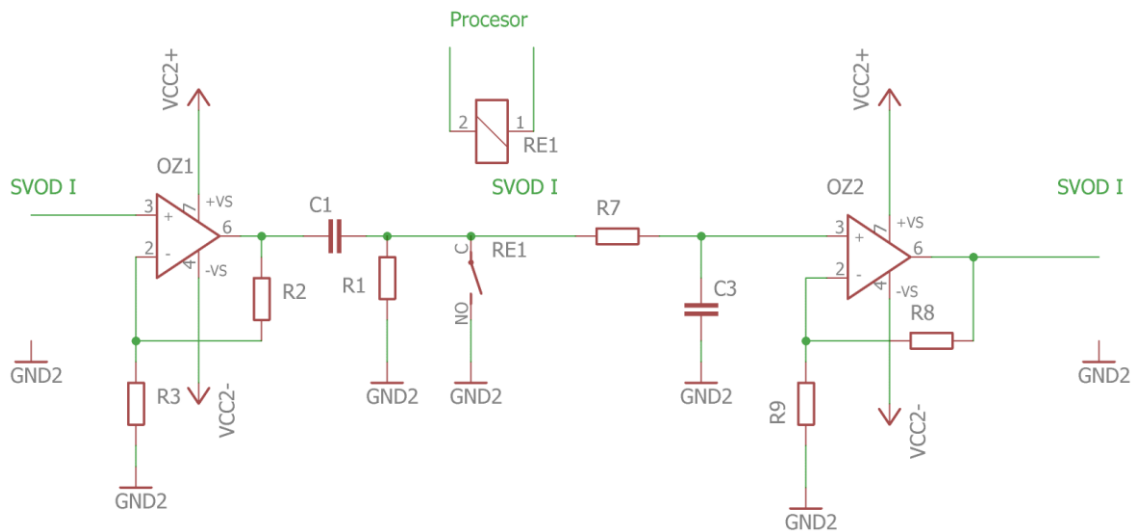 Procesor
VCC2+
VCC2+
2
1
RE1
OZ1
OZ2
SVOD I
SVOD I
SVOD I
3
+
7
+VS
6
2
-
4
-VS
C1
R1
R2
R3
C
RE1
NO
R7
C3
3
+
7
+VS
6
2
-
4
-VS
R8
R9
GND2
VCC2-
GND2
GND2
GND2
GND2
VCC2-
GND2
GND2